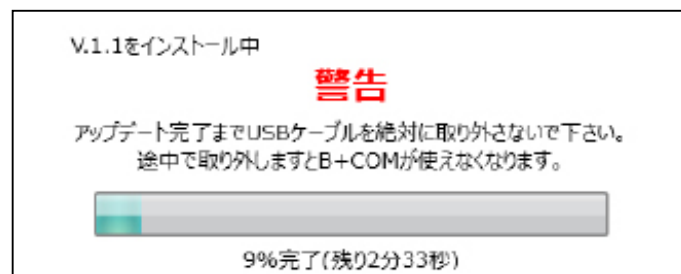 V.1.1をインストール中
警告
アップデート完了までUSBケーブルを絶対に取り外さないで下さい。
途中で取り外しますとB+COMが使えなくなります。
9%完了(残り2分33秒)